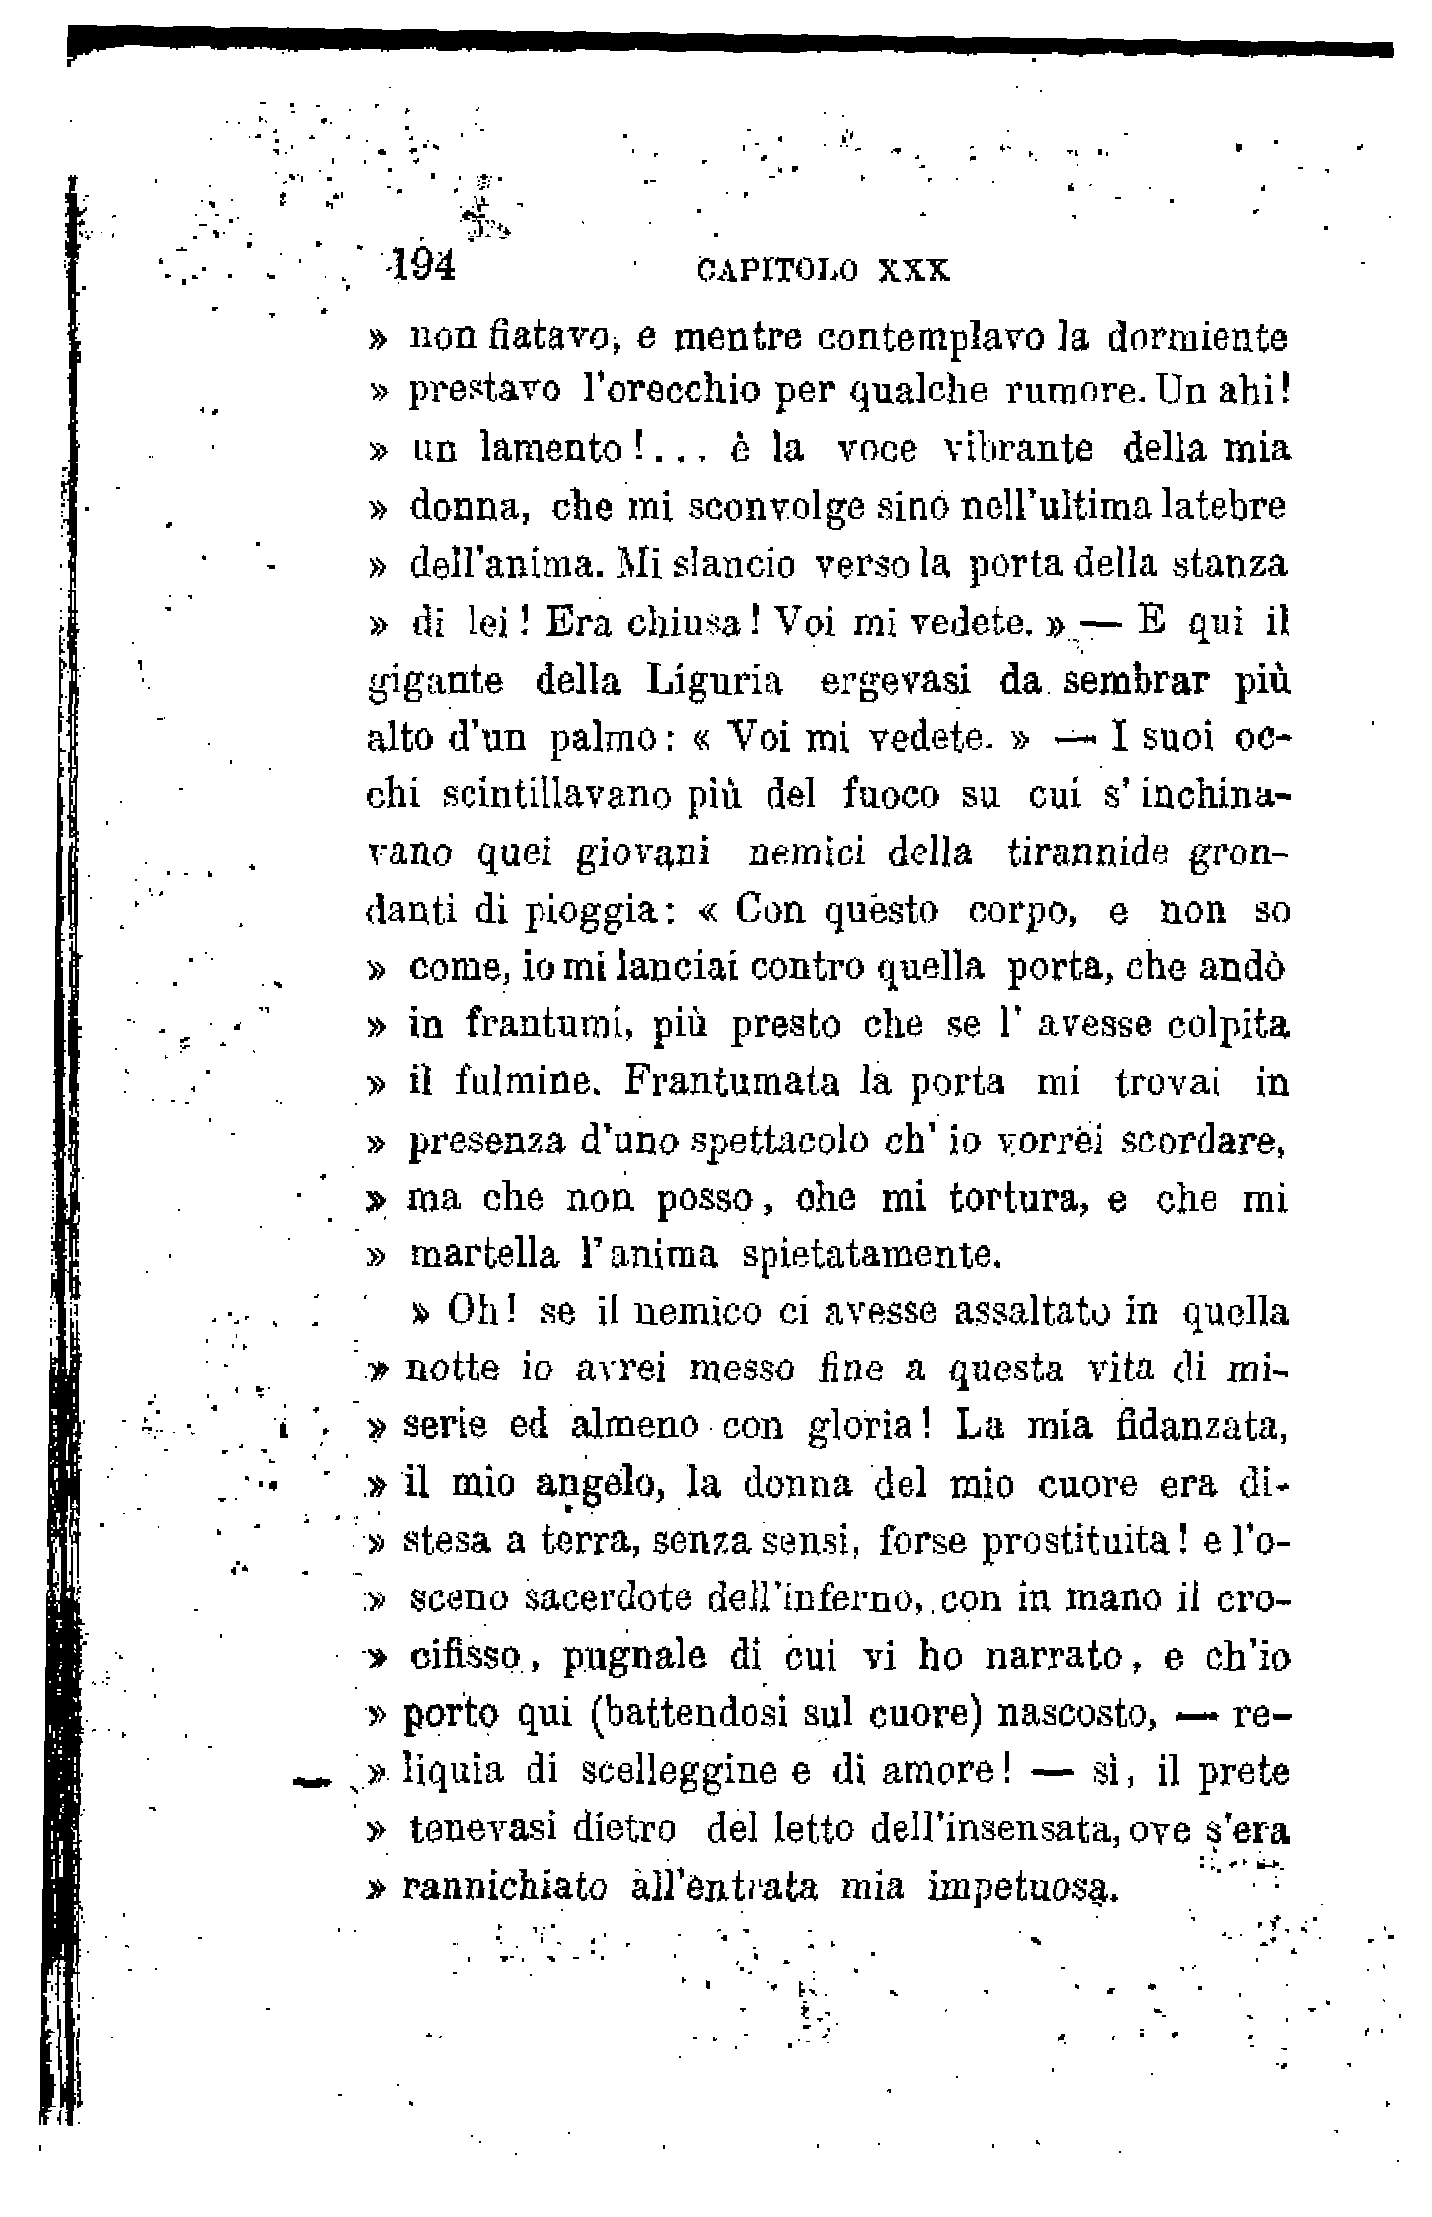 194 CAPITOLO XXX
» non fiatavo, e mentre contemplavo la dormiente
» prestavo l'orecchio per qualche rumore. Un ahi!
» un lamento!... è la voce vibrante della mia
» donna, che mi sconvolge sino nell'ultima latebre
» dell'anima. Mi slancio verso la porta della stanza
» di lei! Era chiusa! Voi mi vedete. » — E qui il
gigante della Liguria ergevasi da sembrar più
alto d'un palmo: « Voi mi vedete. » — I suoi oc-
chi scintillavano più del fuoco su cui s'inchina-
vano quei giovani nemici della tirannide gron-
danti di pioggia: « Con questo corpo, e non so
» come, io mi lanciai contro quella porta, che andò
» in frantumi, più presto che se l'avesse colpita
» il fulmine. Frantumata la porta mi trovai in
» presenza d'uno spettacolo ch'io vorrei scordare,
» ma che non posso, che mi tortura, e che mi
» martella l'anima spietatamente.
» Oh! se il nemico ci avesse assaltato in quella
» notte io avrei messo fine a questa vita di mi-
» serie ed almeno con gloria! La mia fidanzata,
» il mio angelo, la donna del mio cuore era di-
» stesa a terra, senza sensi, forse prostituita! e l'o-
» sceno sacerdote dell'inferno, con in mano il cro-
» cifisso, pugnale di cui vi ho narrato, e ch'io
» porto qui (battendosi sul cuore) nascosto, — re-
» liquia di scelleggine e di amore! — sì, il prete
» tenevasi dietro del letto dell'insensata, ove s'era
» rannichiato all'entrata mia impetuosa.